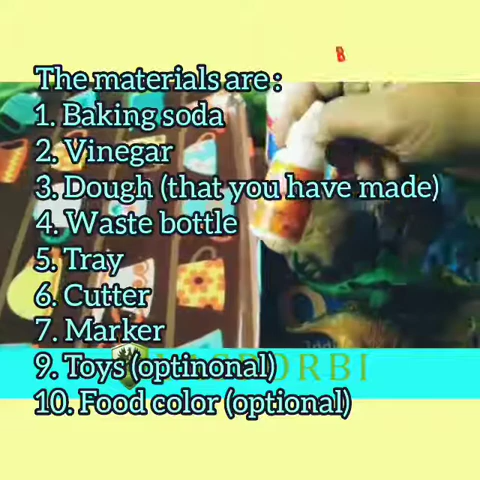 B
The materials are :
1. Baking soda
2. Vinegar
3. Dough (that you have made)
4. Waste bottle
5. Tray
6. Cutter
7. Marker
9. Toys (optinonal)
10. Food color (optional)